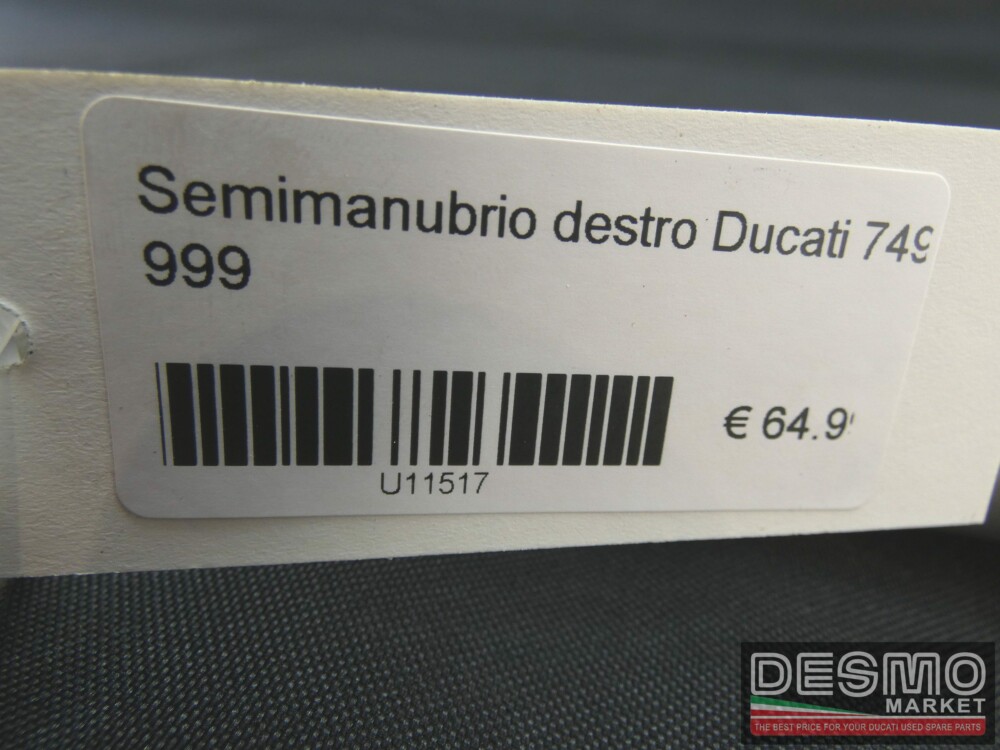 Semimanubrio destro Ducati 749
999
€ 64.9
U11517
DESMO
MARKET
THE BEST PRICE FOR YOUR DUCATI USED SPARE PARTS